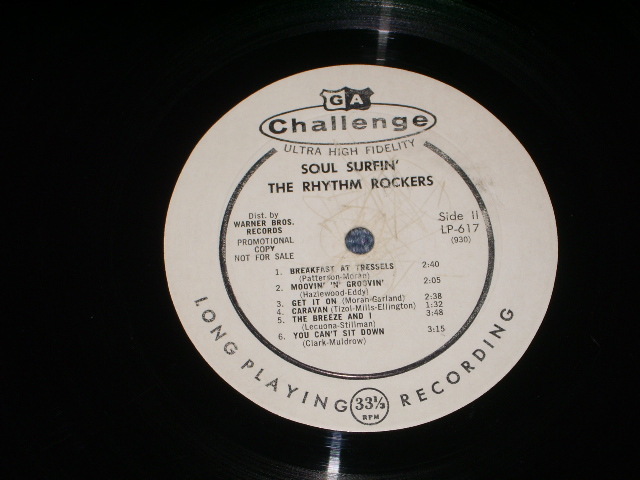 GA
Challenge
ULTRA HIGH FIDELITY
SOUL SURFIN'
THE RHYTHM ROCKERS
Dist. by
WARNER BROS.
RECORDS
PROMOTIONAL
COPY
NOT FOR SALE
Side II
LP-617
(930)
1. BREAKFAST AT TRESSELS 2:40
(Patterson-Moran)
2. MOOVIN' 'N' GROOVIN' 2:05
(Hazlewood-Eddy)
3. GET IT ON (Moran-Garland) 2:38
4. CARAVAN (Tizol-Mills-Ellington) 1:32
5. THE BREEZE AND I 3:48
(Lecuona-Stillman)
6. YOU CAN'T SIT DOWN 3:15
(Clark-Muldrow)
LONG PLAYING 33⅓ RPM RECORDING